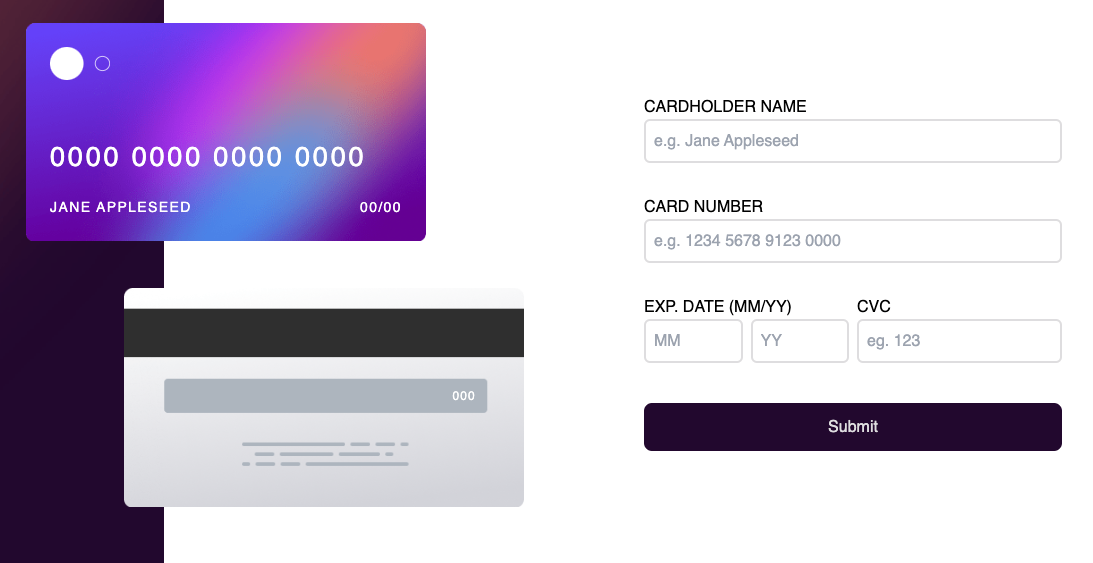 0000 0000 0000 0000
JANE APPLESEED 00/00
000
CARDHOLDER NAME
e.g. Jane Appleseed
CARD NUMBER
e.g. 1234 5678 9123 0000
EXP. DATE (MM/YY) CVC
MM YY eg. 123
Submit